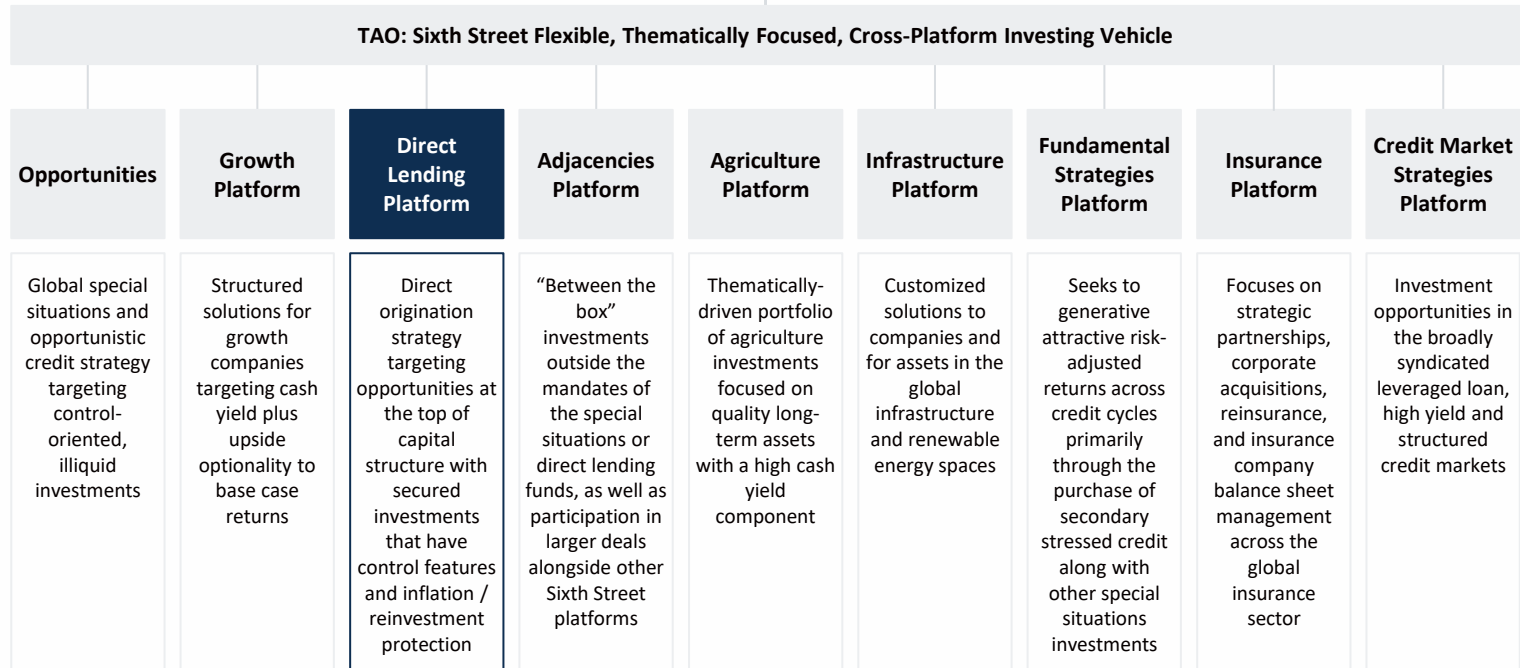 TAO: Sixth Street Flexible, Thematically Focused, Cross-Platform Investing Vehicle
Opportunities
Growth
Platform
Direct
Lending
Platform
Adjacencies
Platform
Agriculture
Platform
Infrastructure
Platform
Fundamental
Strategies
Platform
Insurance
Platform
Credit Market
Strategies
Platform
Global special
situations and
opportunistic
credit strategy
targeting
control-
oriented,
illiquid
investments
Structured
solutions for
growth
companies
targeting cash
yield plus
upside
optionality to
base case
returns
Direct
origination
strategy
targeting
opportunities at
the top of
capital
structure with
secured
investments
that have
control features
and inflation /
reinvestment
protection
“Between the
box”
investments
outside the
mandates of
the special
situations or
direct lending
funds, as well as
participation in
larger deals
alongside other
Sixth Street
platforms
Thematically-
driven portfolio
of agriculture
investments
focused on
quality long-
term assets
with a high cash
yield
component
Customized
solutions to
companies and
for assets in the
global
infrastructure
and renewable
energy spaces
Seeks to
generative
attractive risk-
adjusted
returns across
credit cycles
primarily
through the
purchase of
secondary
stressed credit
along with
other special
situations
investments
Focuses on
strategic
partnerships,
corporate
acquisitions,
reinsurance,
and insurance
company
balance sheet
management
across the
global
insurance
sector
Investment
opportunities in
the broadly
syndicated
leveraged loan,
high yield and
structured
credit markets